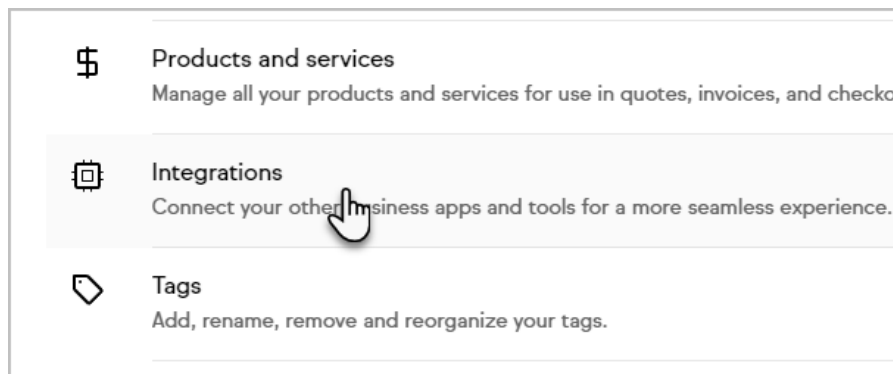 Products and services
Manage all your products and services for use in quotes, invoices, and
Integrations
Connect your other apps and tools for a more seamless experience.
Tags
Add, rename, remove and reorganize your tags.